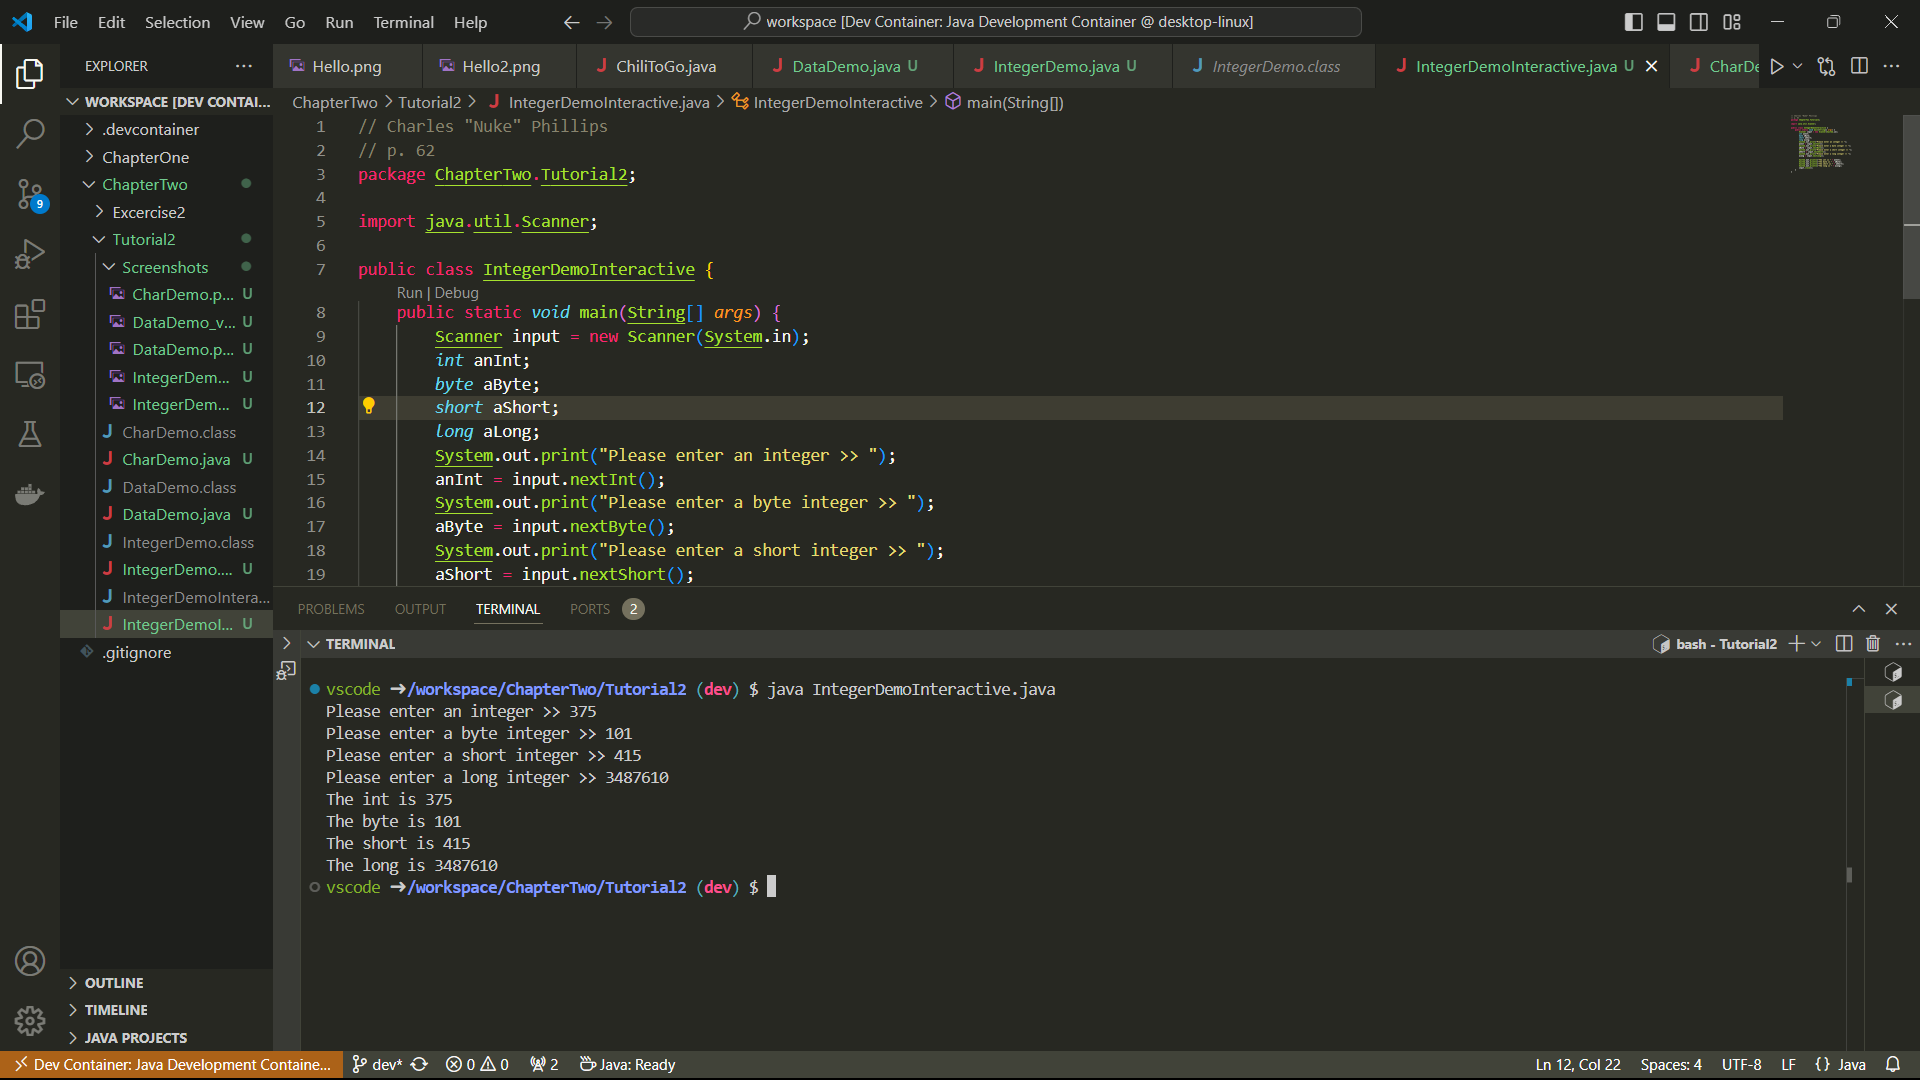 File Edit Selection View Go Run Terminal Help
workspace [Dev Container: Java Development Container @ desktop-linux]
EXPLORER
Hello.png
Hello2.png
ChiliToGo.java
DataDemo.java U
IntegerDemo.java U
IntegerDemo.class
IntegerDemoInteractive.java U
CharDe
WORKSPACE [DEV CONTAI...
.devcontainer
ChapterOne
ChapterTwo
Excercise2
Tutorial2
Screenshots
CharDemo.p... U
DataDemo_v... U
DataDemo.p... U
IntegerDem... U
IntegerDem... U
CharDemo.class
CharDemo.java U
DataDemo.class
DataDemo.java U
IntegerDemo.class
IntegerDemo.... U
IntegerDemoIntera...
IntegerDemoI... U
.gitignore
9
OUTLINE
TIMELINE
JAVA PROJECTS
ChapterTwo > Tutorial2 > IntegerDemoInteractive.java > IntegerDemoInteractive > main(String[])
1 // Charles "Nuke" Phillips
2 // p. 62
3 package ChapterTwo.Tutorial2;
4
5 import java.util.Scanner;
6
7 public class IntegerDemoInteractive {
Run | Debug
8 public static void main(String[] args) {
9 Scanner input = new Scanner(System.in);
10 int anInt;
11 byte aByte;
12 short aShort;
13 long aLong;
14 System.out.print("Please enter an integer >> ");
15 anInt = input.nextInt();
16 System.out.print("Please enter a byte integer >> ");
17 aByte = input.nextByte();
18 System.out.print("Please enter a short integer >> ");
19 aShort = input.nextShort();
PROBLEMS OUTPUT TERMINAL PORTS 2
TERMINAL
bash - Tutorial2
vscode ➜/workspace/ChapterTwo/Tutorial2 (dev) $ java IntegerDemoInteractive.java
Please enter an integer >> 375
Please enter a byte integer >> 101
Please enter a short integer >> 415
Please enter a long integer >> 3487610
The int is 375
The byte is 101
The short is 415
The long is 3487610
vscode ➜/workspace/ChapterTwo/Tutorial2 (dev) $
Dev Container: Java Development Containe... dev* 0 0 2 Java: Ready
Ln 12, Col 22 Spaces: 4 UTF-8 LF {} Java